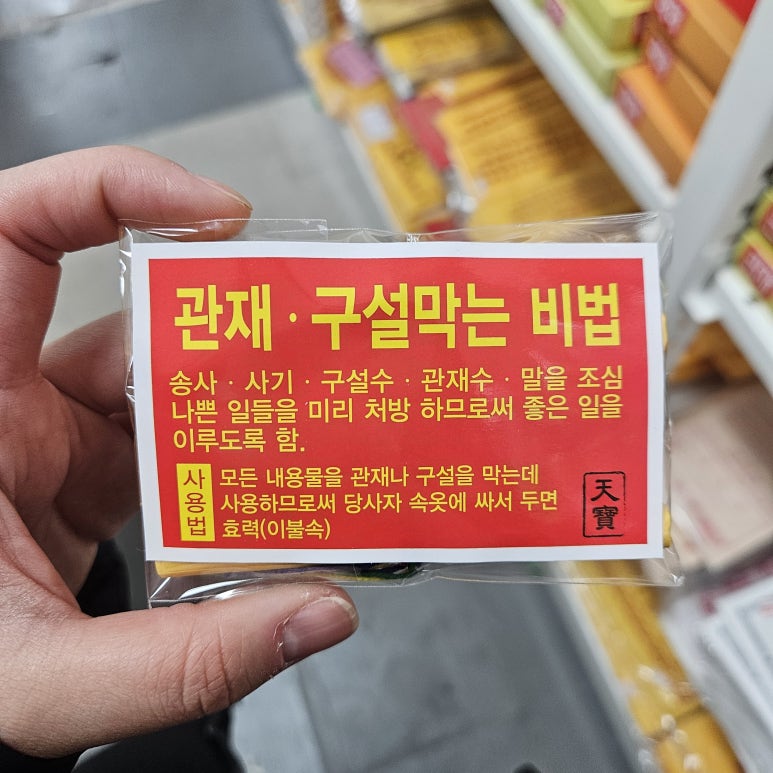 관재 · 구설막는 비법
송사 · 사기 · 구설수 · 관재수 · 말을 조심
나쁜 일들을 미리 처방 하므로써 좋은 일을
이루도록 함.
사용법
모든 내용물을 관재나 구설을 막는데
사용하므로써 당사자 속옷에 싸서 두면
효력(이불속)
天寶